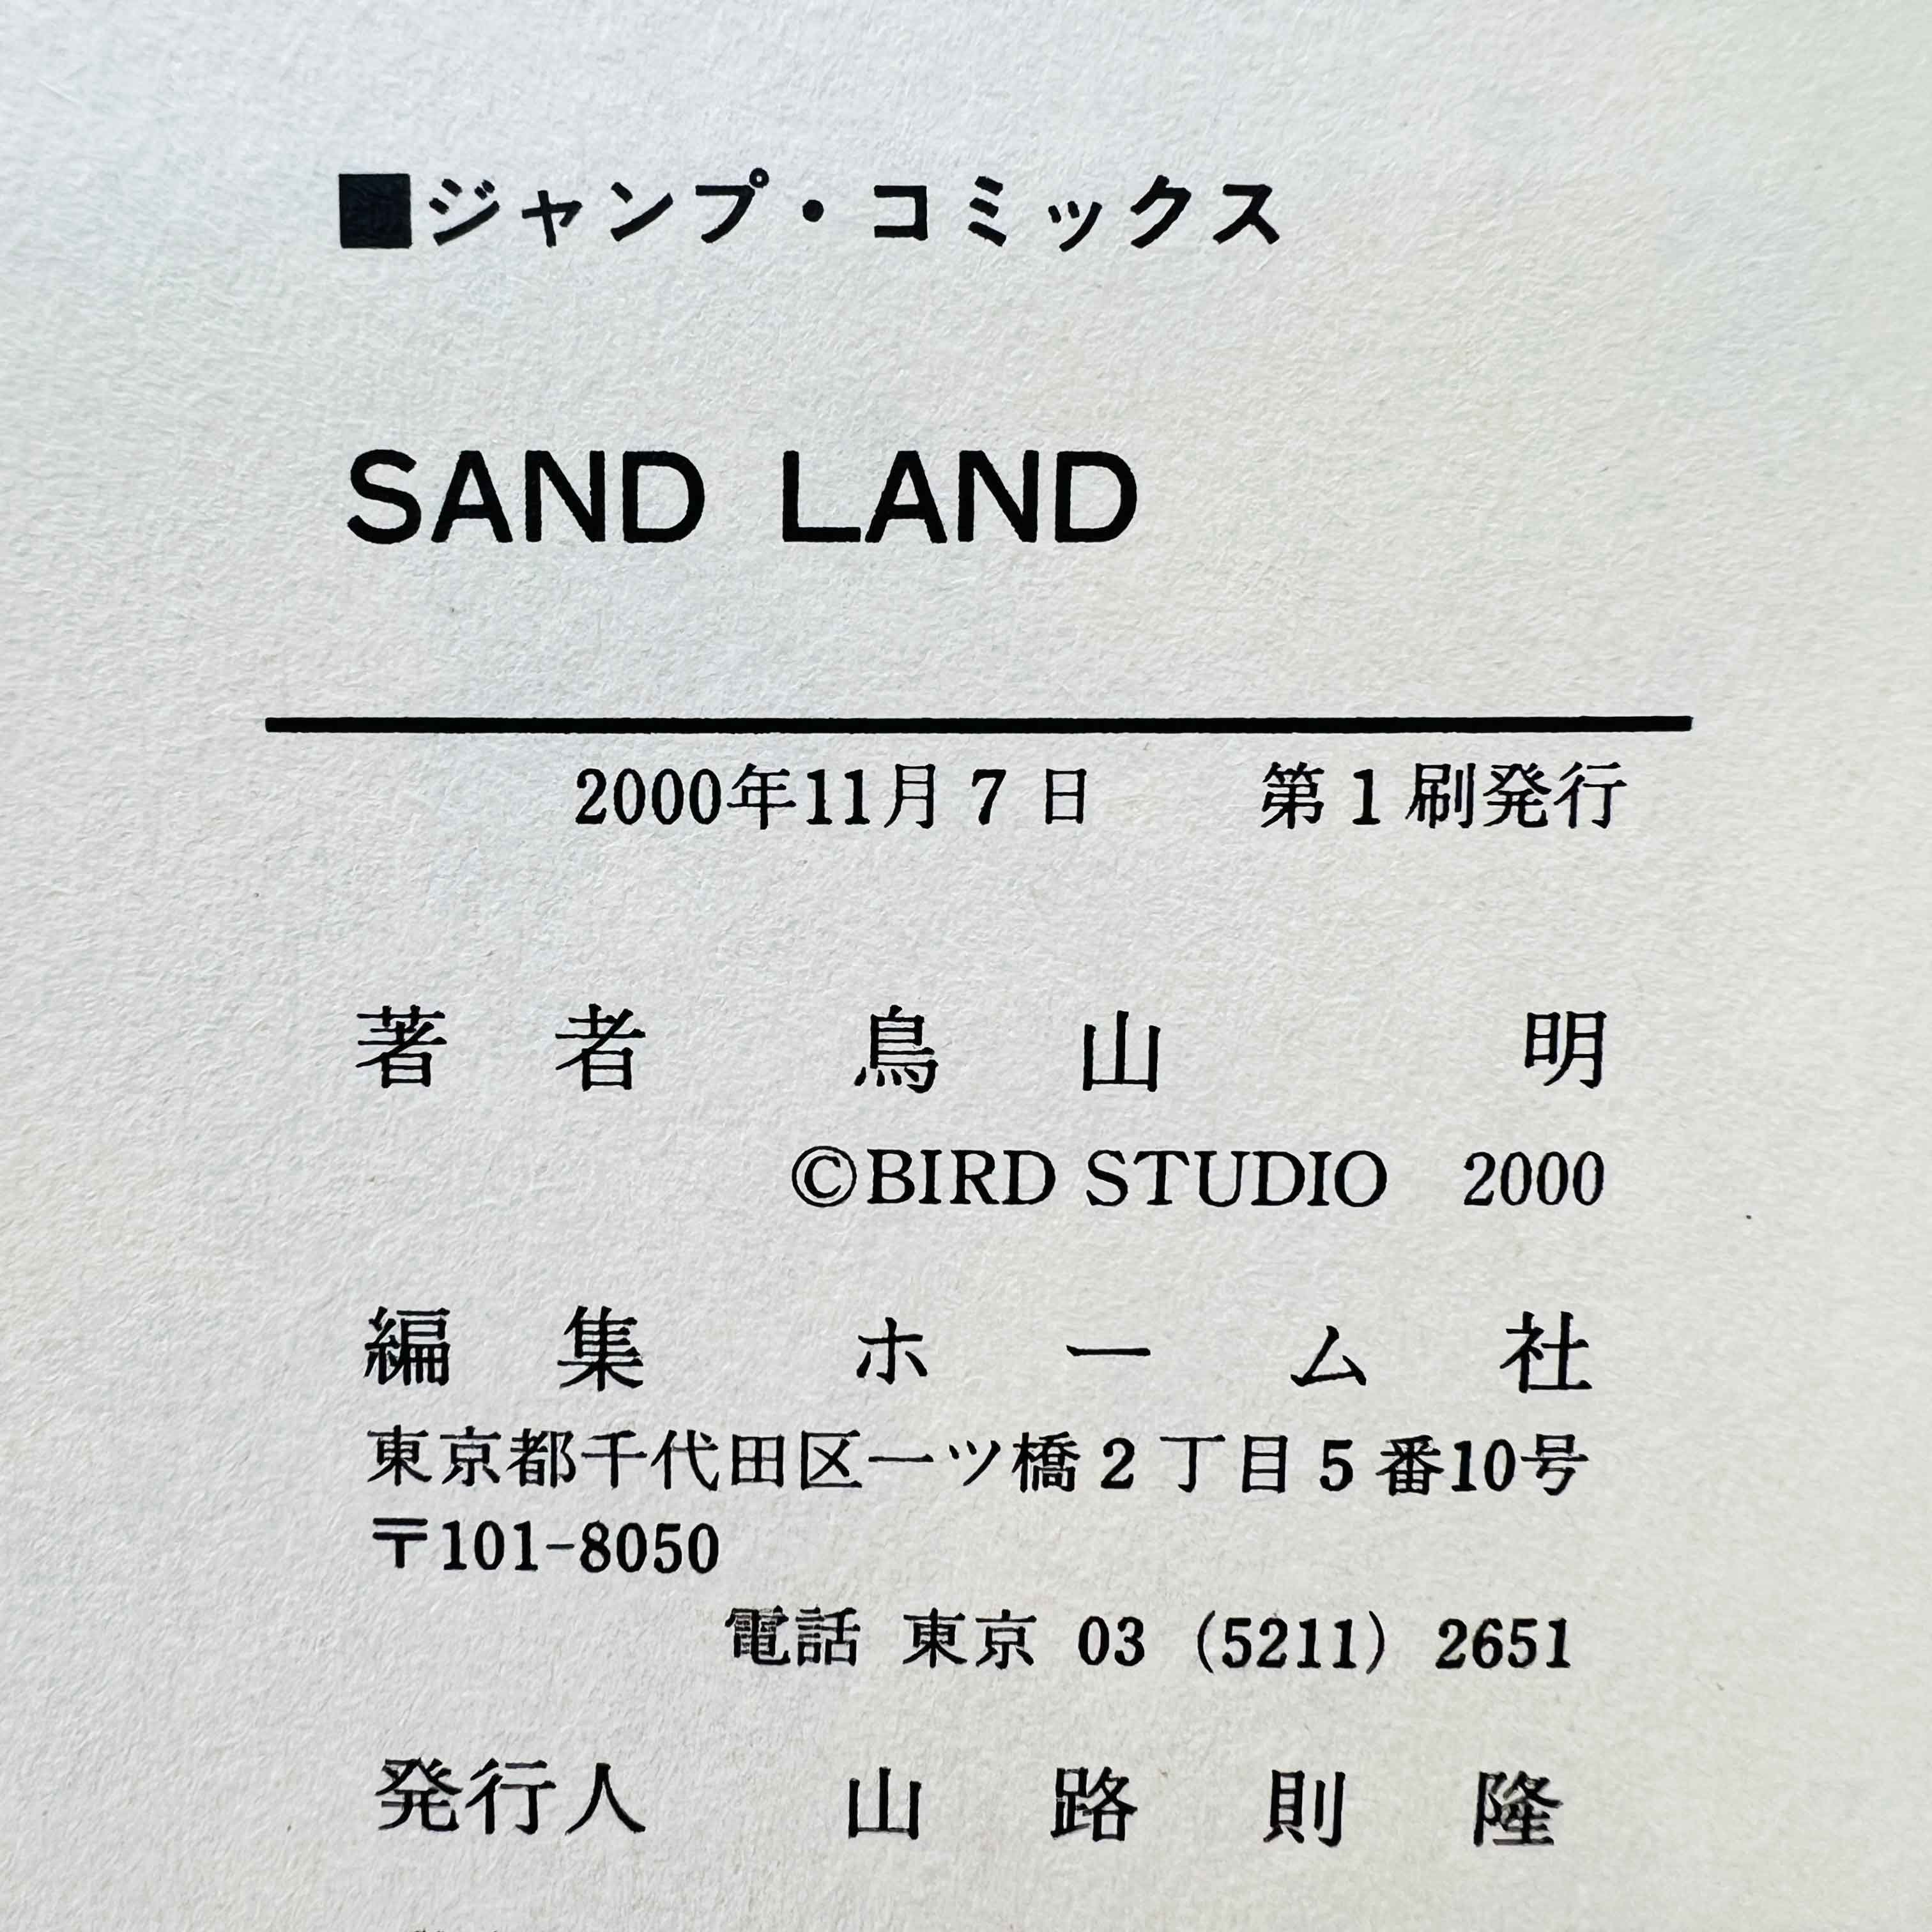 ■ジャンプ・コミックス
SAND LAND
2000年11月7日 第1刷発行
著者 鳥山明
©BIRD STUDIO 2000
編集 ホーム社
東京都千代田区一ツ橋2丁目5番10号
〒101-8050
電話 東京 03 (5211) 2651
発行人 山路則隆